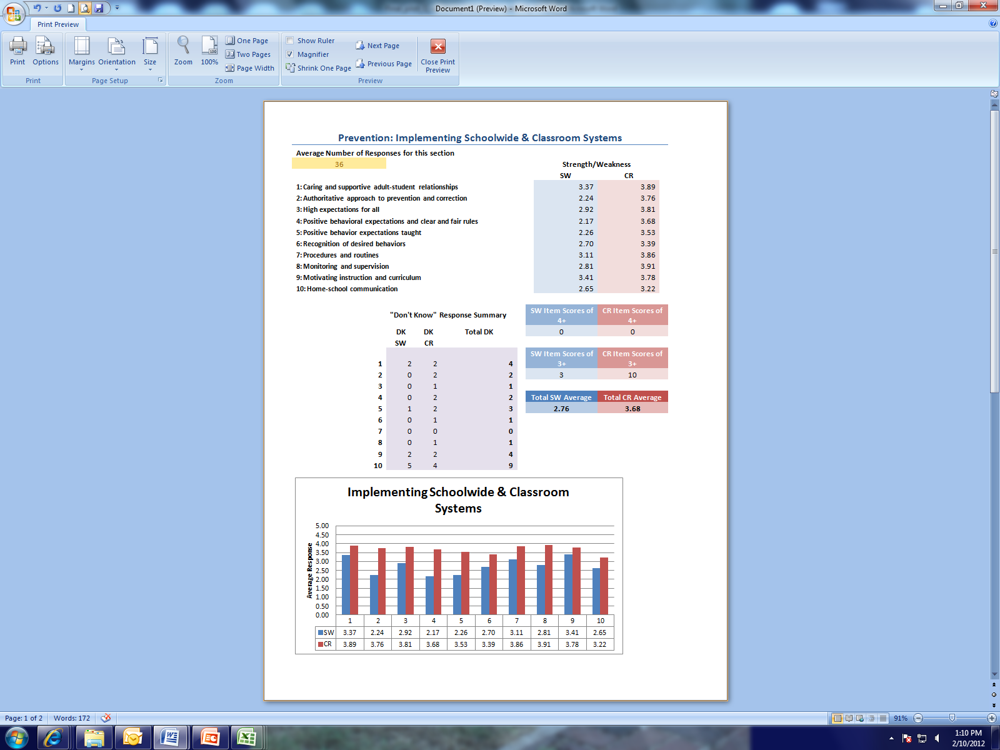 Document1 (Preview) - Microsoft Word
Print Preview
Print
Options
Margins
Orientation
Size
Zoom
100%
100
One Page
Two Pages
Page Width
Show Ruler
Magnifier
Shrink One Page
Next Page
Previous Page
Close Print
Preview
Print
Page Setup
Zoom
Preview
Prevention: Implementing Schoolwide & Classroom Systems
Average Number of Responses for this section
36
Strength/Weakness
SW CR
1: Caring and supportive adult-student relationships 3.37 3.89
2: Authoritative approach to prevention and correction 2.24 3.76
3: High expectations for all 2.92 3.81
4: Positive behavioral expectations and clear and fair rules 2.17 3.68
5: Positive behavior expectations taught 2.26 3.53
6: Recognition of desired behaviors 2.70 3.39
7: Procedures and routines 3.11 3.86
8: Monitoring and supervision 2.81 3.91
9: Motivating instruction and curriculum 3.41 3.78
10: Home-school communication 2.65 3.22
"Don't Know" Response Summary
DK DK Total DK
SW CR
1 2 2 4
2 0 2 2
3 0 1 1
4 0 2 2
5 1 2 3
6 0 1 1
7 0 0 0
8 0 1 1
9 2 2 4
10 5 4 9
SW Item Scores of CR Item Scores of
4+ 4+
0 0
SW Item Scores of CR Item Scores of
3+ 3+
3 10
Total SW Average Total CR Average
2.76 3.68
Implementing Schoolwide & Classroom
Systems
Average Response
5.00
4.50
4.00
3.50
3.00
2.50
2.00
1.50
1.00
0.50
0.00
1 2 3 4 5 6 7 8 9 10
SW 3.37 2.24 2.92 2.17 2.26 2.70 3.11 2.81 3.41 2.65
CR 3.89 3.76 3.81 3.68 3.53 3.39 3.86 3.91 3.78 3.22
Page: 1 of 2 Words: 172 91%
1:10 PM
2/10/2012